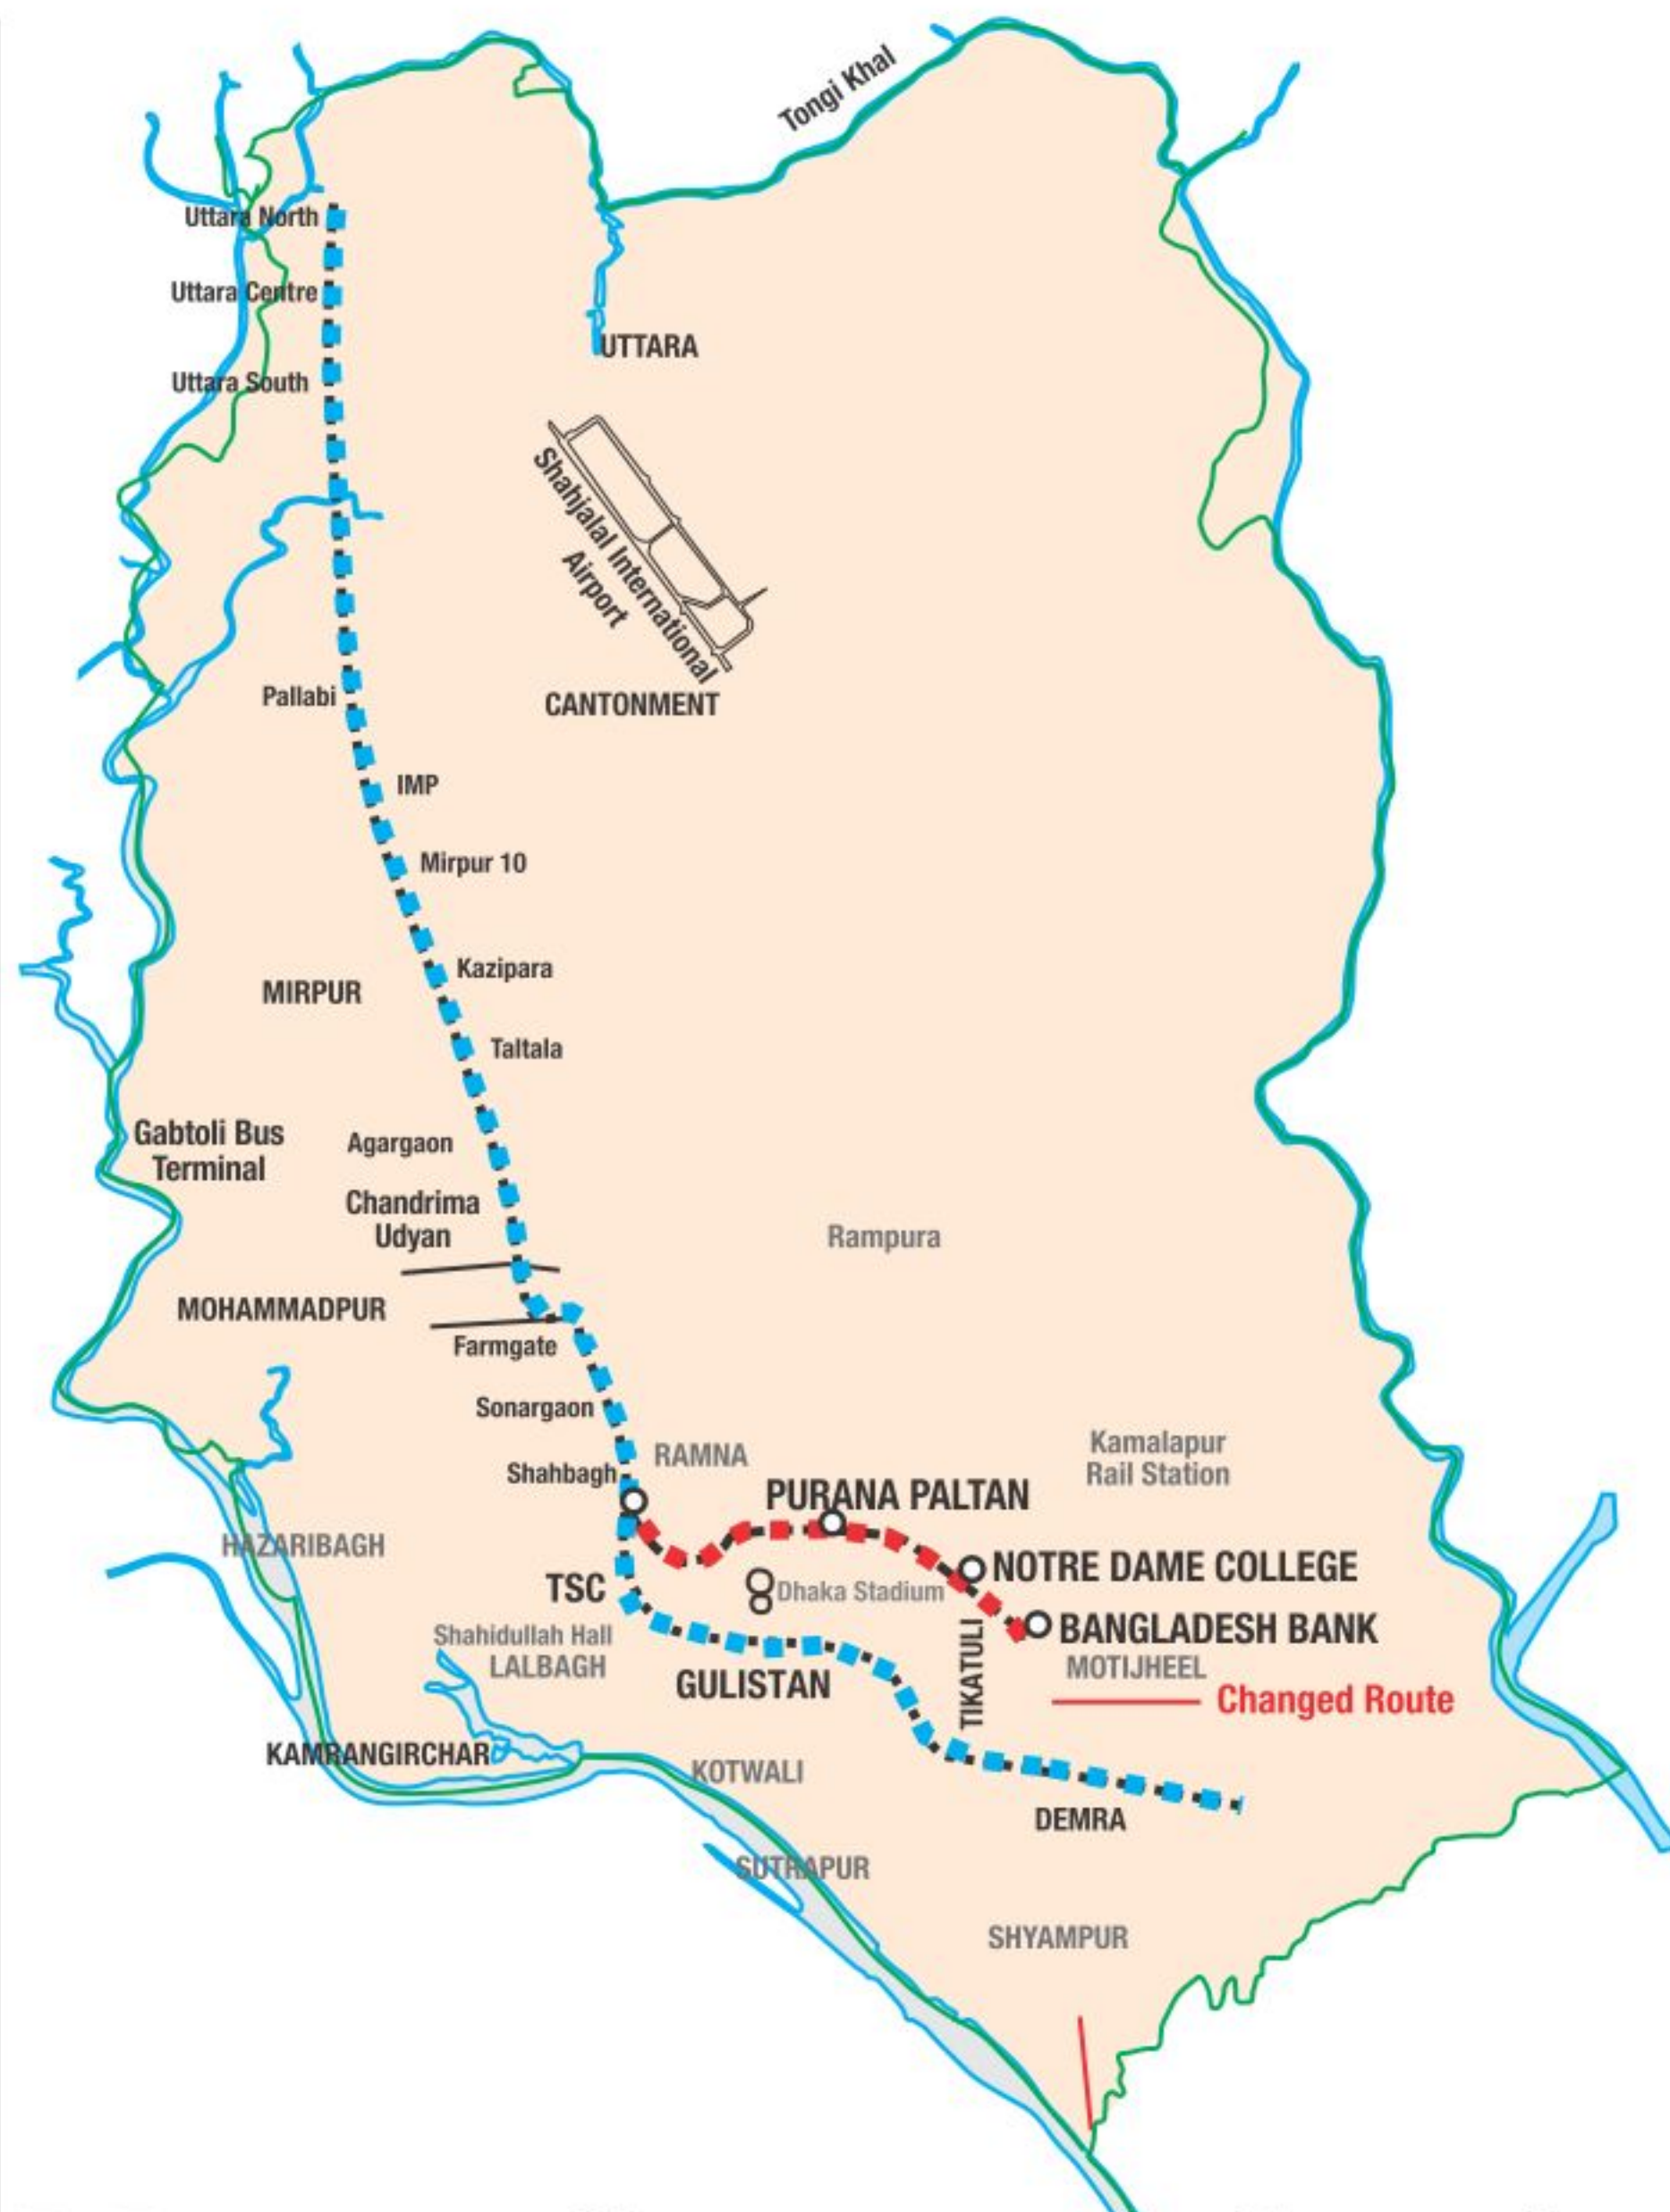 Tongi Khal
Uttara North
Uttara Centre
UTTARA
Uttara South
Shahjalal International
Airport
Pallabi
CANTONMENT
IMP
Mirpur 10
Kazipara
MIRPUR
Taltala
Gabtoli Bus
Terminal
Agargaon
Chandrima
Udyan
Rampura
MOHAMMADPUR
Farmgate
Sonargaon
Kamalapur
Rail Station
RAMNA
Shahbagh
PURANA PALTAN
HAZARIBAGH
NOTRE DAME COLLEGE
TSC
Dhaka Stadium
BANGLADESH BANK
Shahidullah Hall
LALBAGH
MOTIJHEEL
TIKATULI
GULISTAN
Changed Route
KAMRANGIRCHAR
KOTWALI
DEMRA
SUTRAPUR
SHYAMPUR